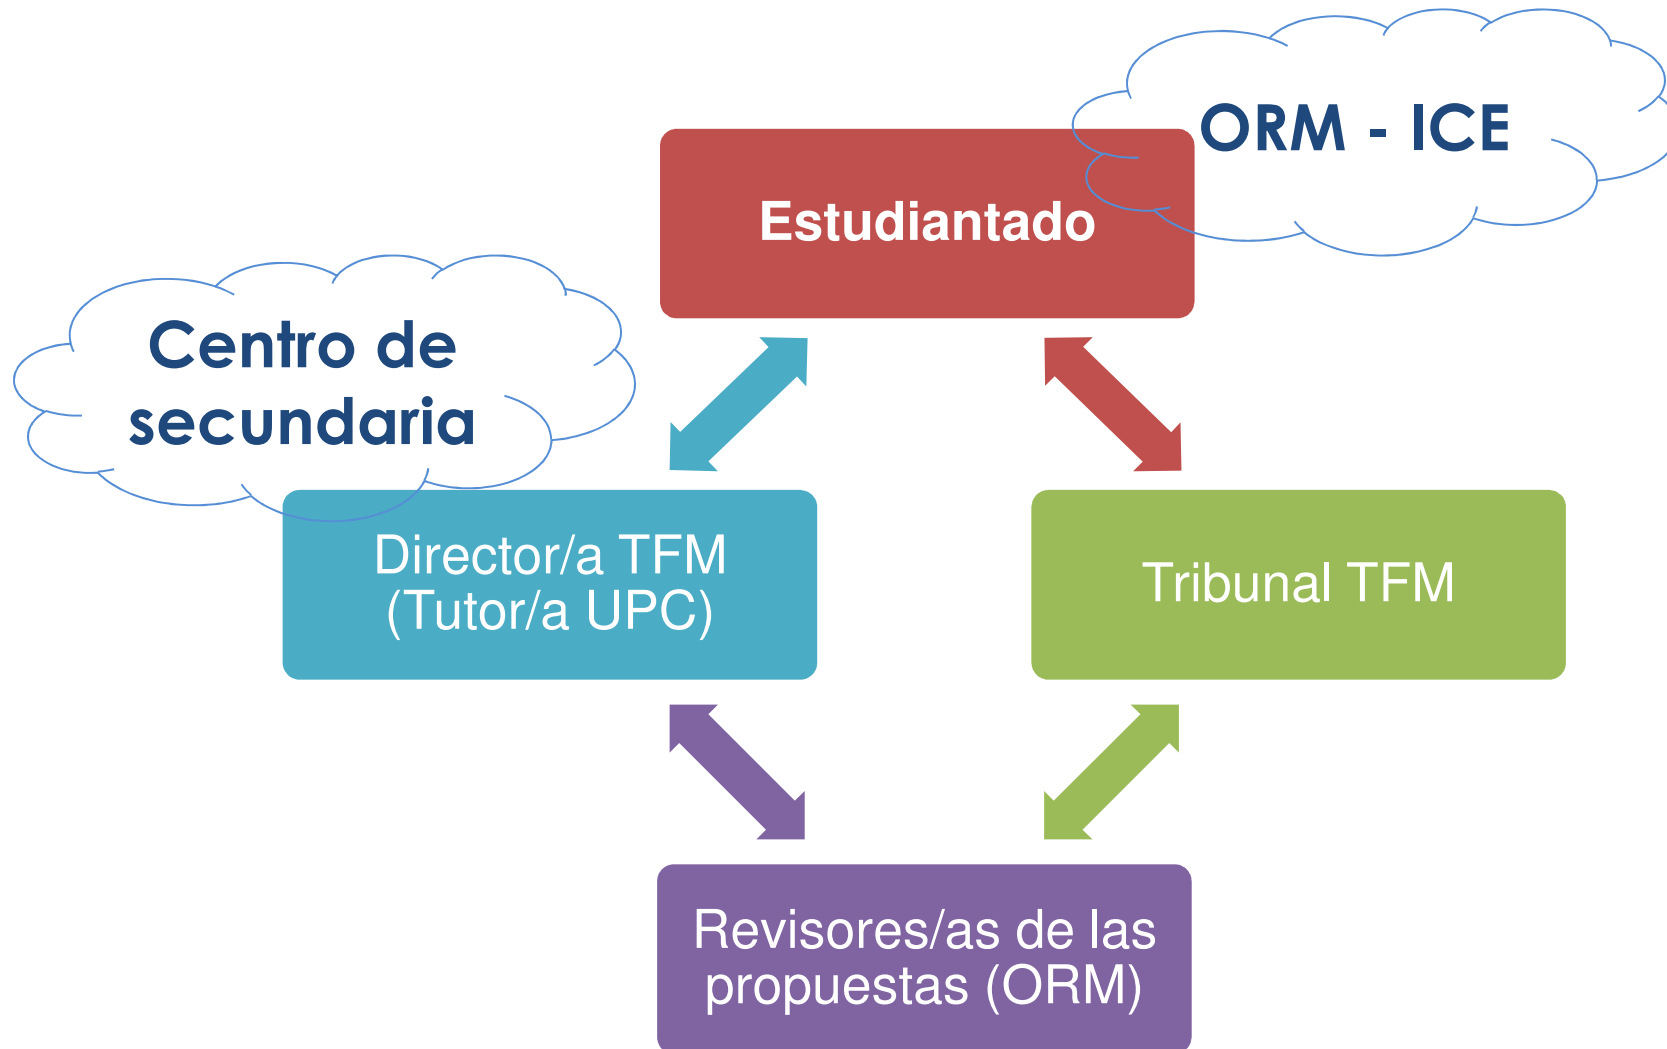 ORM - ICE
Estudiantado
Centro de
secundaria
Director/a TFM
(Tutor/a UPC)
Tribunal TFM
Revisores/as de las
propuestas (ORM)